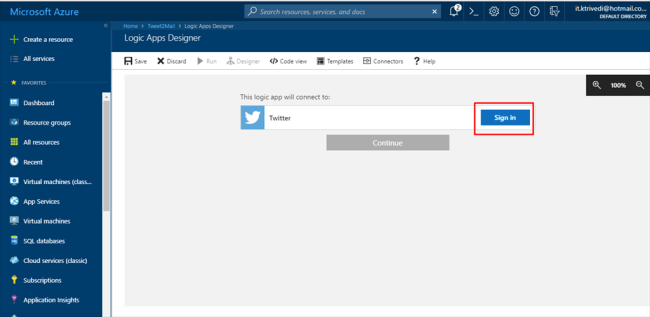 Microsoft Azure
Search resources, services, and docs
2
it.ktrivedi@hotmail.co...
DEFAULT DIRECTORY
Home > Tweet2Mail > Logic Apps Designer
Logic Apps Designer
Create a resource
All services
FAVORITES
Dashboard
Resource groups
All resources
Recent
Virtual machines (class...
App Services
Virtual machines
SQL databases
Cloud services (classic)
Subscriptions
Application Insights
Save
Discard
Run
Designer
Code view
Templates
Connectors
Help
100%
This logic app will connect to:
Twitter
Sign in
Continue